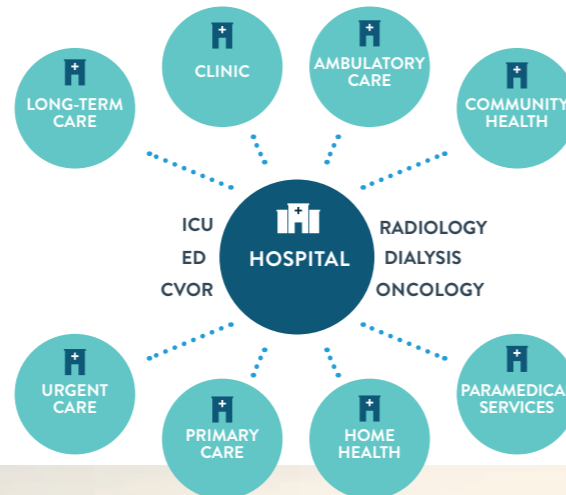 CLINIC
AMBULATORY
CARE
LONG-TERM
CARE
COMMUNITY
HEALTH
ICU
ED
CVOR
HOSPITAL
RADIOLOGY
DIALYSIS
ONCOLOGY
URGENT
CARE
PRIMARY
CARE
HOME
HEALTH
PARAMEDICA
SERVICES